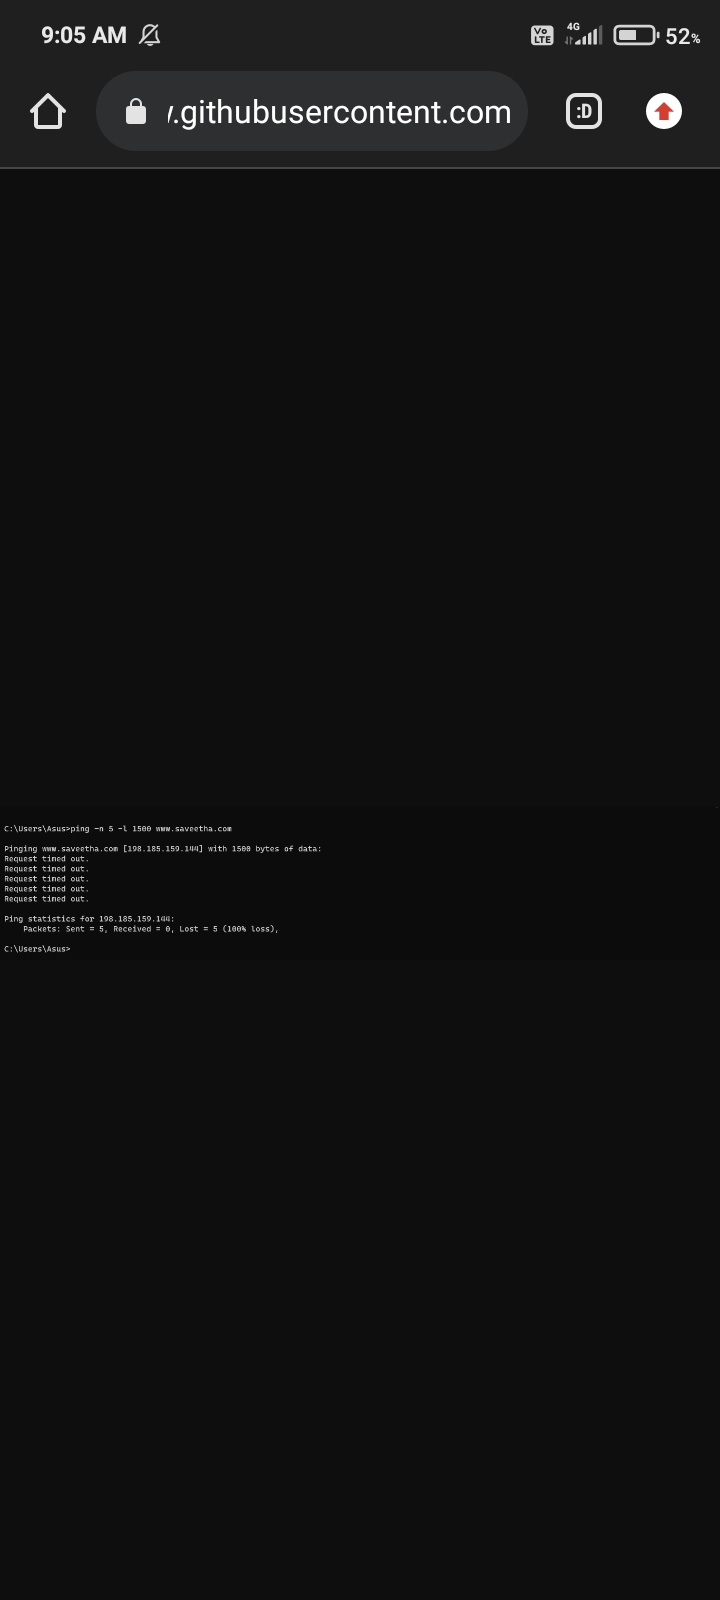 9:05 AM
Vo LTE 4G 52%
.githubusercontent.com
:D
C:\Users\Asus>ping -n 5 -l 1500 www.saveetha.com
Pinging www.saveetha.com [198.185.159.144] with 1500 bytes of data:
Request timed out.
Request timed out.
Request timed out.
Request timed out.
Request timed out.
Ping statistics for 198.185.159.144:
Packets: Sent = 5, Received = 0, Lost = 5 (100% loss),
C:\Users\Asus>